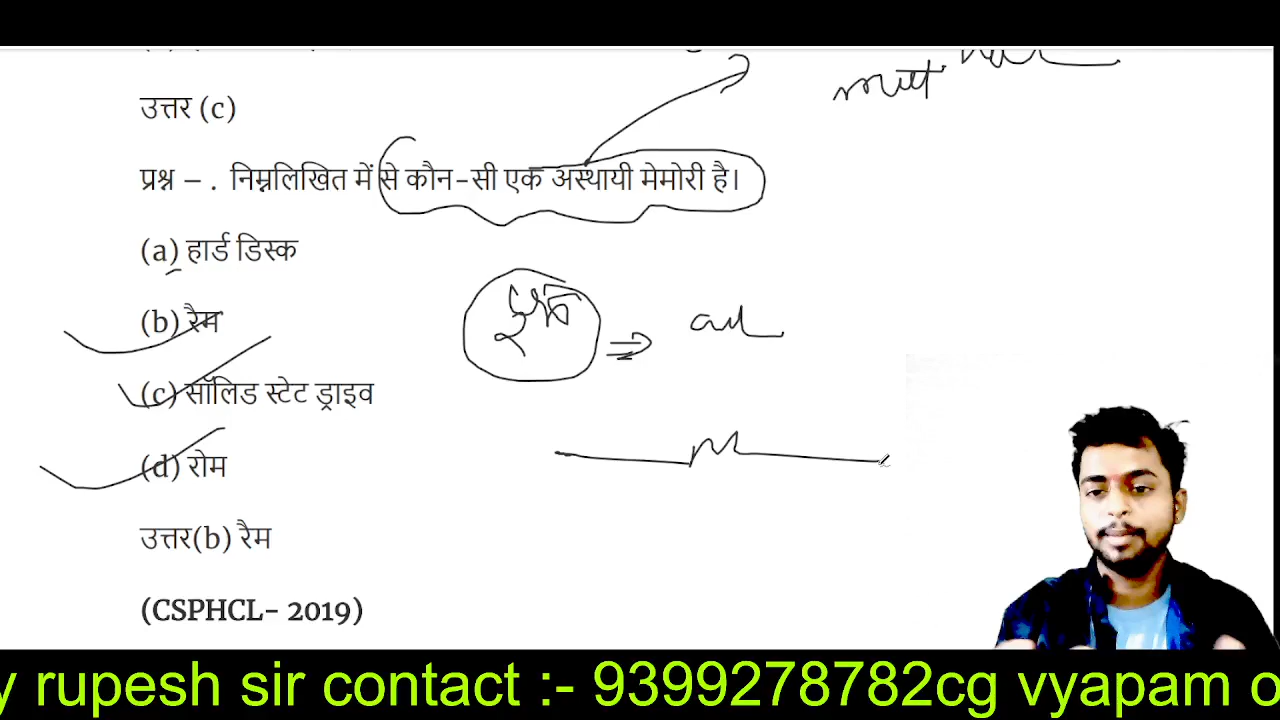 उत्तर (c)
प्रश्न – . निम्नलिखित में से कौन-सी एक अस्थायी मेमोरी है।
(a) हार्ड डिस्क
(b) रैम
(c) सॉलिड स्टेट ड्राइव
(d) रोम
उत्तर(b) रैम
(CSPHCL- 2019)
y rupesh sir contact :- 9399278782cg vyapam o